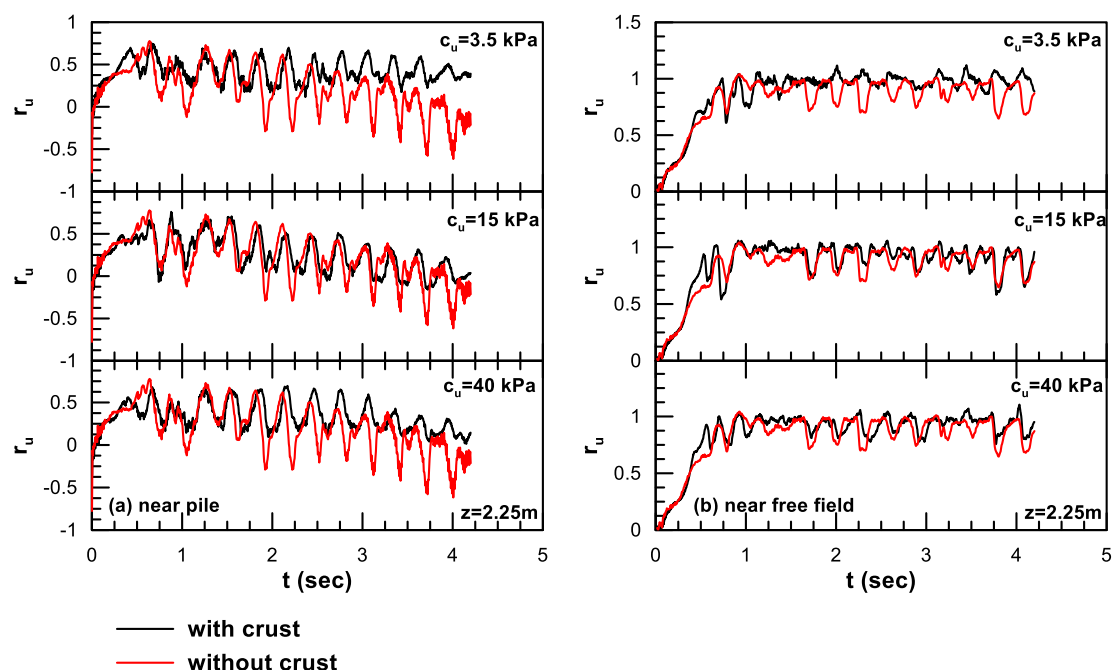 1
0.5
0
-0.5
-1
r_u
c_u=3.5 kPa
0.5
0
-0.5
-1
r_u
c_u=15 kPa
0.5
0
-0.5
-1
r_u
c_u=40 kPa
(a) near pile
z=2.25m
0 1 2 3 4 5
t (sec)
1.5
1
0.5
0
r_u
c_u=3.5 kPa
1
0.5
0
r_u
c_u=15 kPa
1
0.5
0
r_u
c_u=40 kPa
(b) near free field
z=2.25m
0 1 2 3 4 5
t (sec)
with crust
without crust